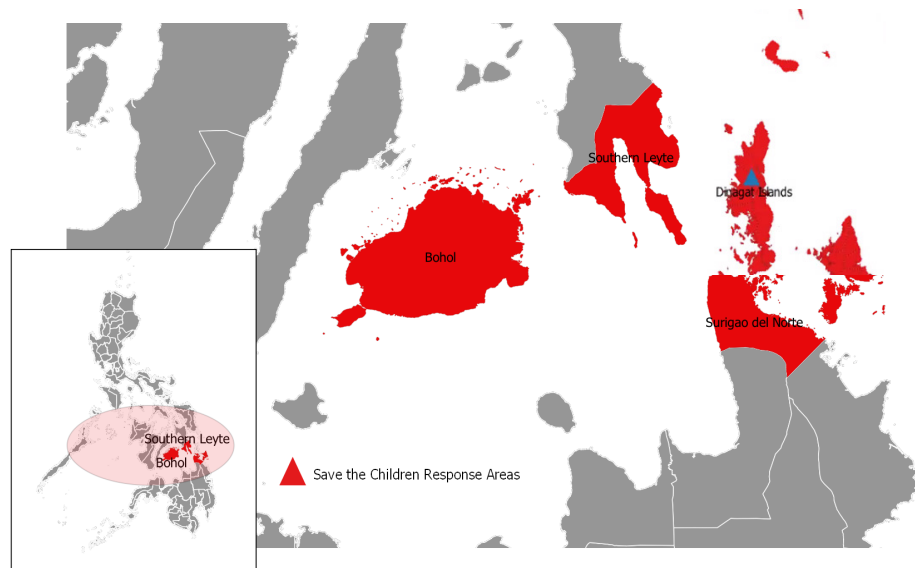 Southern Leyte
Dinagat Islands
Bohol
Surigao del Norte
Southern Leyte
Bohol
Save the Children Response Areas